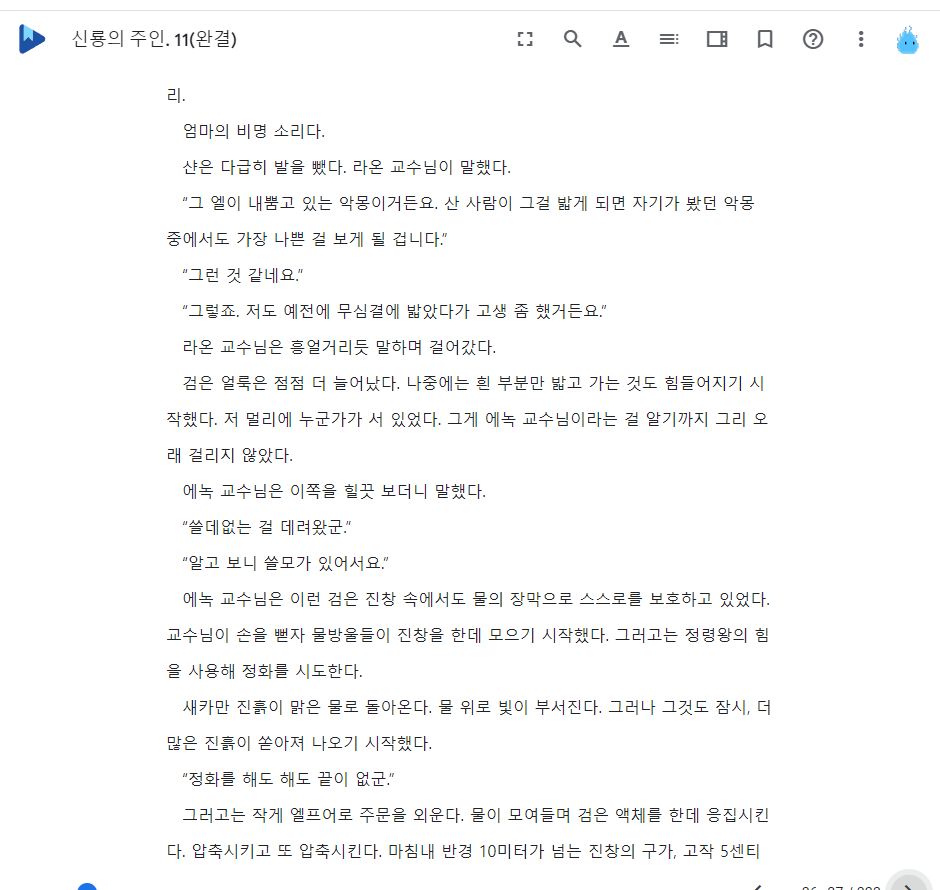 신룡의 주인. 11(완결)
리.
엄마의 비명 소리다.
샨은 다급히 발을 뺐다. 라온 교수님이 말했다.
“그 엘이 내뿜고 있는 악몽이거든요. 산 사람이 그걸 밟게 되면 자기가 봤던 악몽
중에서도 가장 나쁜 걸 보게 될 겁니다.”
“그런 것 같네요.”
“그렇죠. 저도 예전에 무심결에 밟았다가 고생 좀 했거든요.”
라온 교수님은 흥얼거리듯 말하며 걸어갔다.
검은 얼룩은 점점 더 늘어났다. 나중에는 흰 부분만 밟고 가는 것도 힘들어지기 시
작했다. 저 멀리에 누군가가 서 있었다. 그게 에녹 교수님이라는 걸 알기까지 그리 오
래 걸리지 않았다.
에녹 교수님은 이쪽을 힐끗 보더니 말했다.
“쓸데없는 걸 데려왔군.”
“알고 보니 쓸모가 있어서요.”
에녹 교수님은 이런 검은 진창 속에서도 물의 장막으로 스스로를 보호하고 있었다.
교수님이 손을 뻗자 물방울들이 진창을 한데 모으기 시작했다. 그러고는 정령왕의 힘
을 사용해 정화를 시도한다.
새카만 진흙이 맑은 물로 돌아온다. 물 위로 빛이 부서진다. 그러나 그것도 잠시, 더
많은 진흙이 쏟아져 나오기 시작했다.
“정화를 해도 해도 끝이 없군.”
그러고는 작게 엘프어로 주문을 외운다. 물이 모여들며 검은 액체를 한데 응집시킨
다. 압축시키고 또 압축시킨다. 마침내 반경 10미터가 넘는 진창의 구가, 고작 5센티